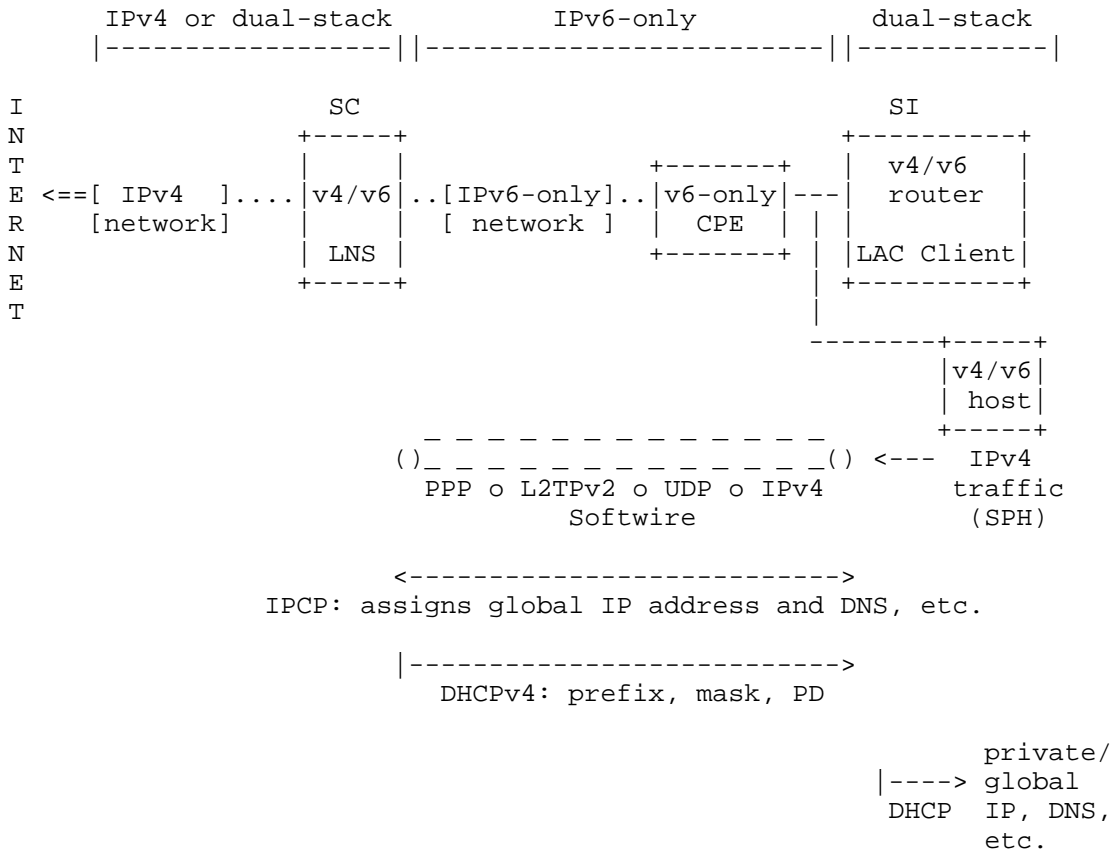 IPv4 or dual-stack             IPv6-only           dual-stack
|------------------||-------------------------||------------|
I                   SC                                  SI
N                 +-----+                            +----------+
T                 |     |               +-------+    |  v4/v6   |
E <==[ IPv4  ]....|v4/v6|..[IPv6-only]..|v6-only|---|  router   |
R    [network]    |     |  [ network ]  |  CPE  | | |          |
N                 | LNS |               +-------+ | |LAC Client|
E                 +-----+                         | +----------+
T                                                 |
--------+-----+
|v4/v6|
| host|
_ _ _ _ _ _ _ _ _ _ _ _ _       +-----+
()_ _ _ _ _ _ _ _ _ _ _ _ _() <---  IPv4
PPP o L2TPv2 o UDP o IPv4        traffic
Softwire                 (SPH)
<--------------------------->
IPCP: assigns global IP address and DNS, etc.
|--------------------------->
DHCPv4: prefix, mask, PD
private/
|----> global
DHCP  IP, DNS,
etc.